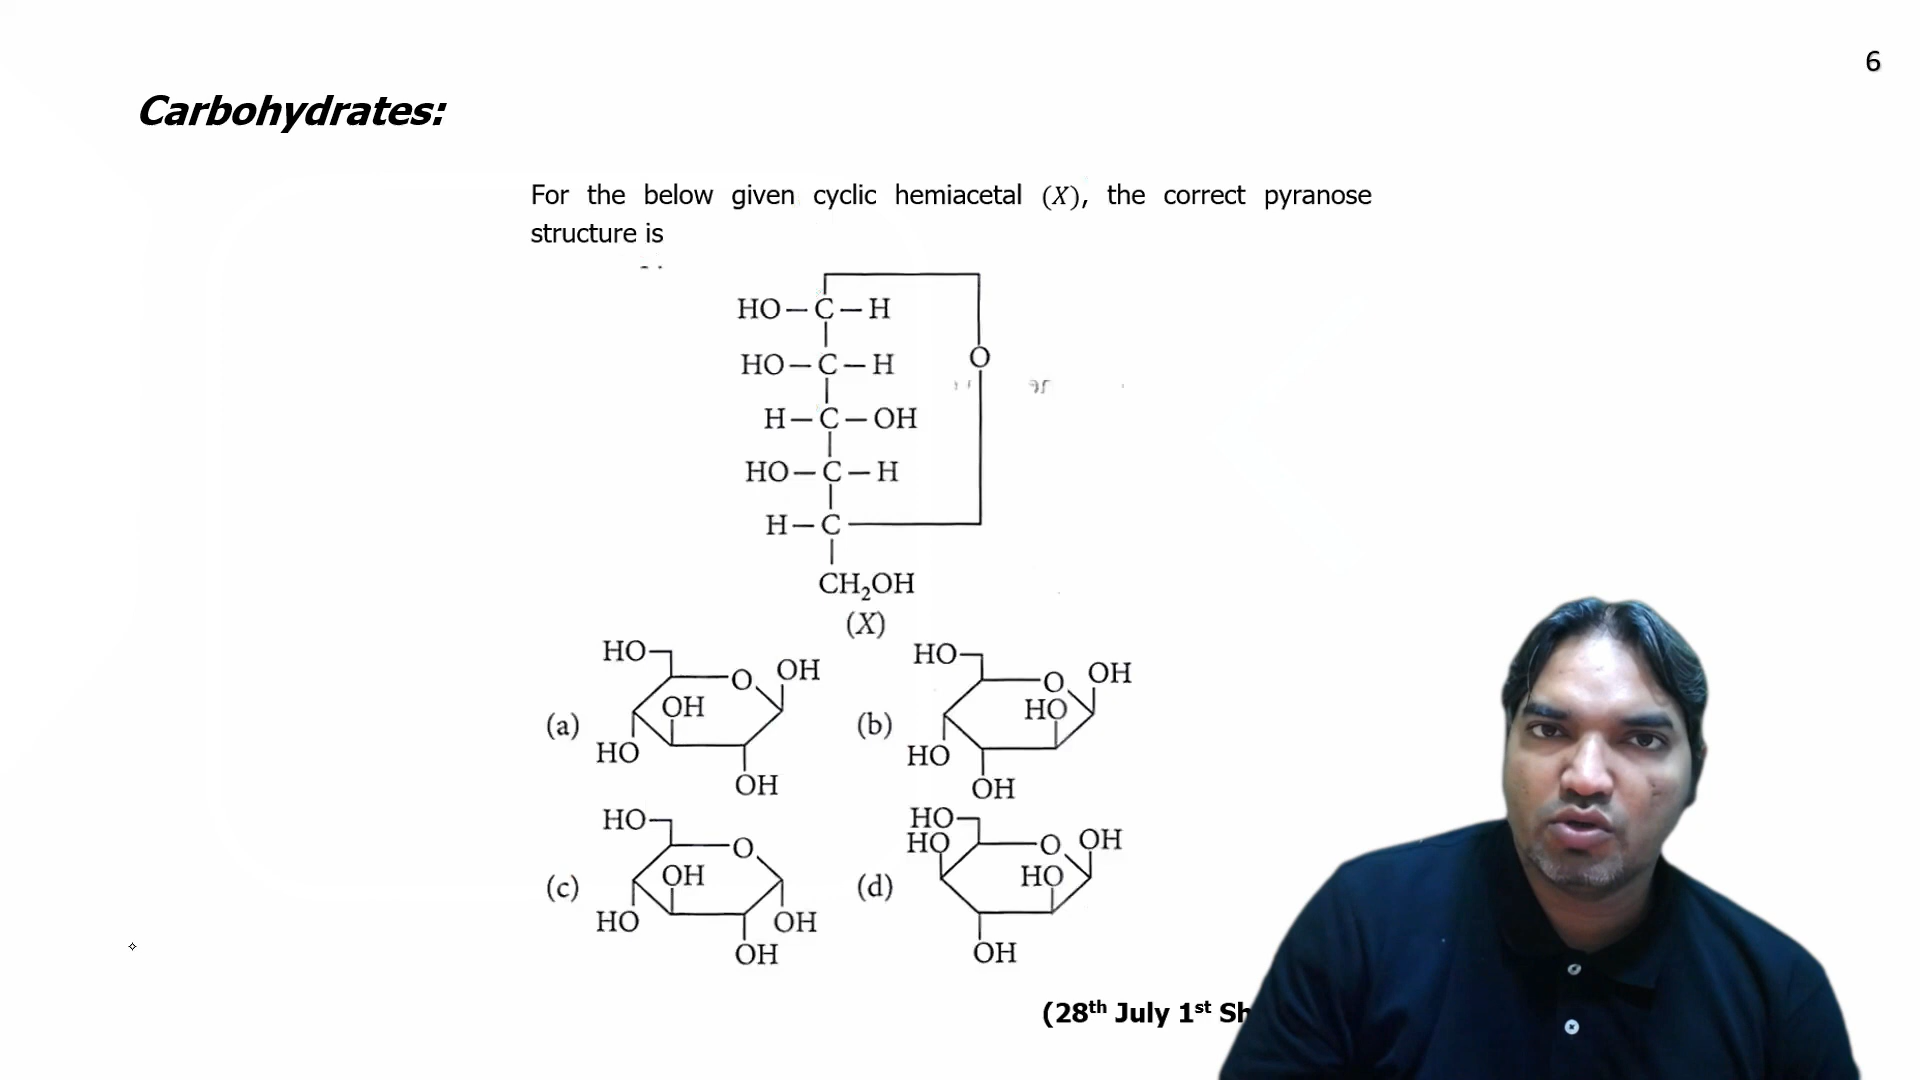 6
Carbohydrates:
For the below given cyclic hemiacetal (X), the correct pyranose
structure is
HO–C–H
HO–C–H
O
H–C–OH
HO–C–H
H–C
CH₂OH
(X)
(a) HO O OH OH HO OH
(b) HO O OH HO HO OH
(c) HO O OH HO OH OH
(d) HO HO O OH HO OH
(28th July 1st Sh